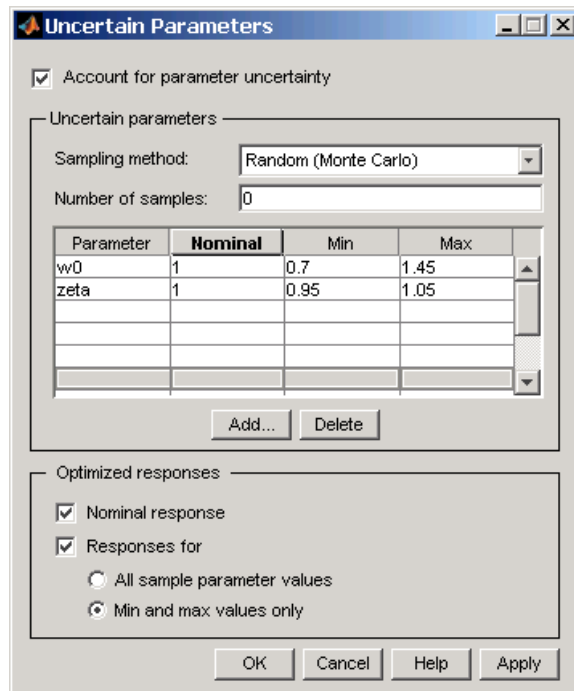 Uncertain Parameters
Account for parameter uncertainty
Uncertain parameters
Sampling method: Random (Monte Carlo)
Number of samples: 0
Parameter Nominal Min Max
w0 1 0.7 1.45
zeta 1 0.95 1.05
Add... Delete
Optimized responses
Nominal response
Responses for
All sample parameter values
Min and max values only
OK Cancel Help Apply